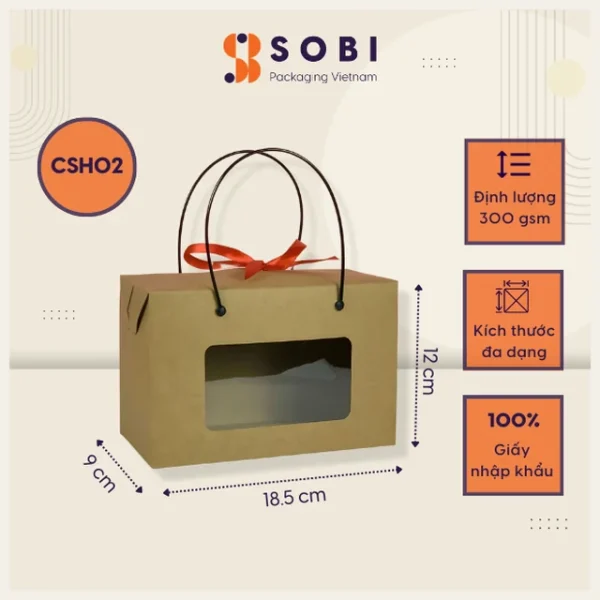 SOBI
Packaging Vietnam
CSH02
Định lượng
300 gsm
Kích thước
đa dạng
100%
Giấy
nhập khẩu
12 cm
9 cm
18.5 cm